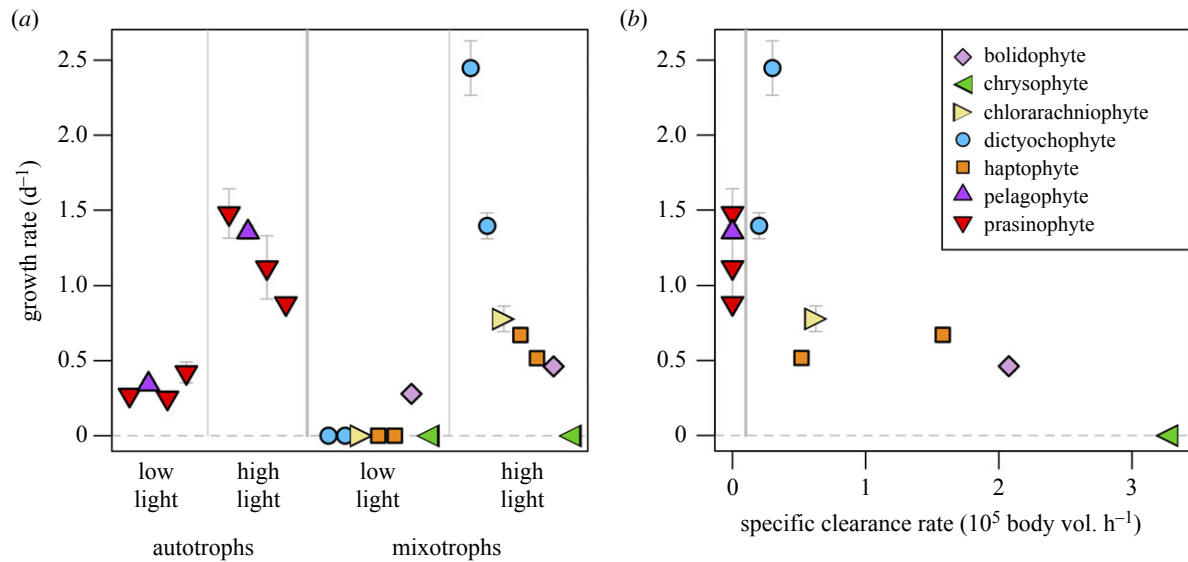 (a)
growth rate (d⁻¹)
2.5
2.0
1.5
1.0
0.5
0
low
light
high
light
low
light
high
light
autotrophs
mixotrophs
(b)
2.5
2.0
1.5
1.0
0.5
0
bolidophyte
chrysophyte
chlorarachniophyte
dictyochophyte
haptophyte
pelagophyte
prasinophyte
0 1 2 3
specific clearance rate (10⁵ body vol. h⁻¹)